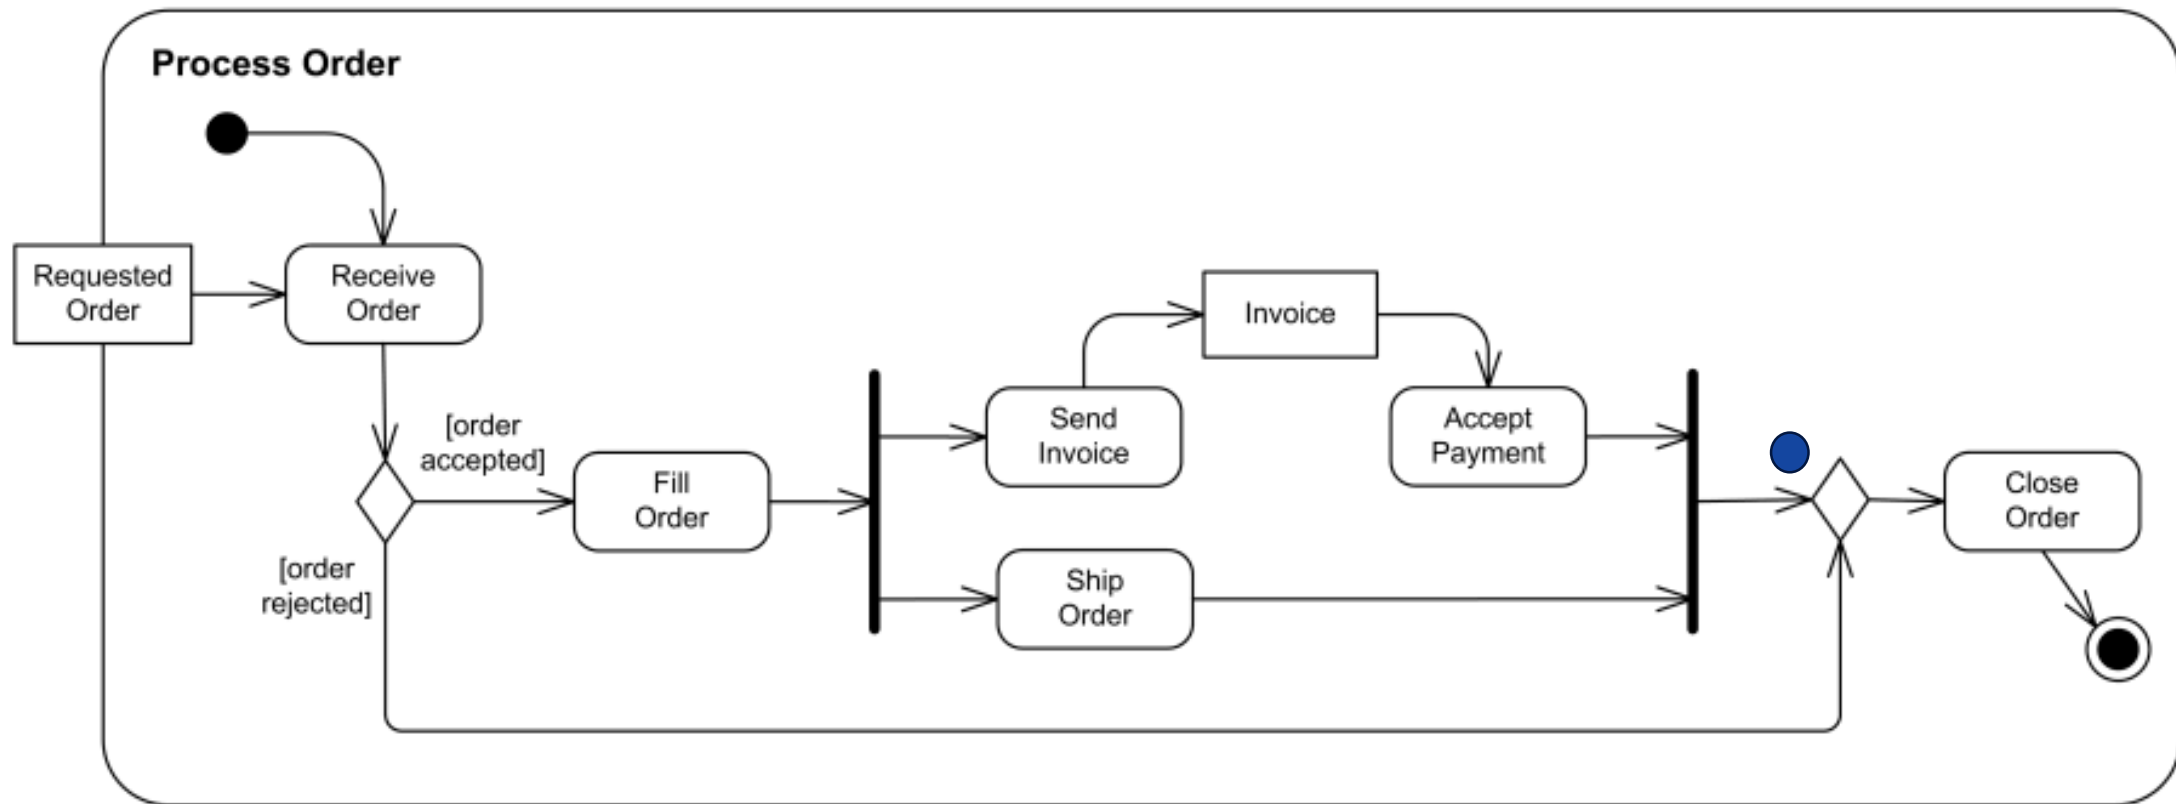 Process Order
Requested
Order
Receive
Order
[order
accepted]
[order
rejected]
Fill
Order
Send
Invoice
Invoice
Accept
Payment
Ship
Order
Close
Order